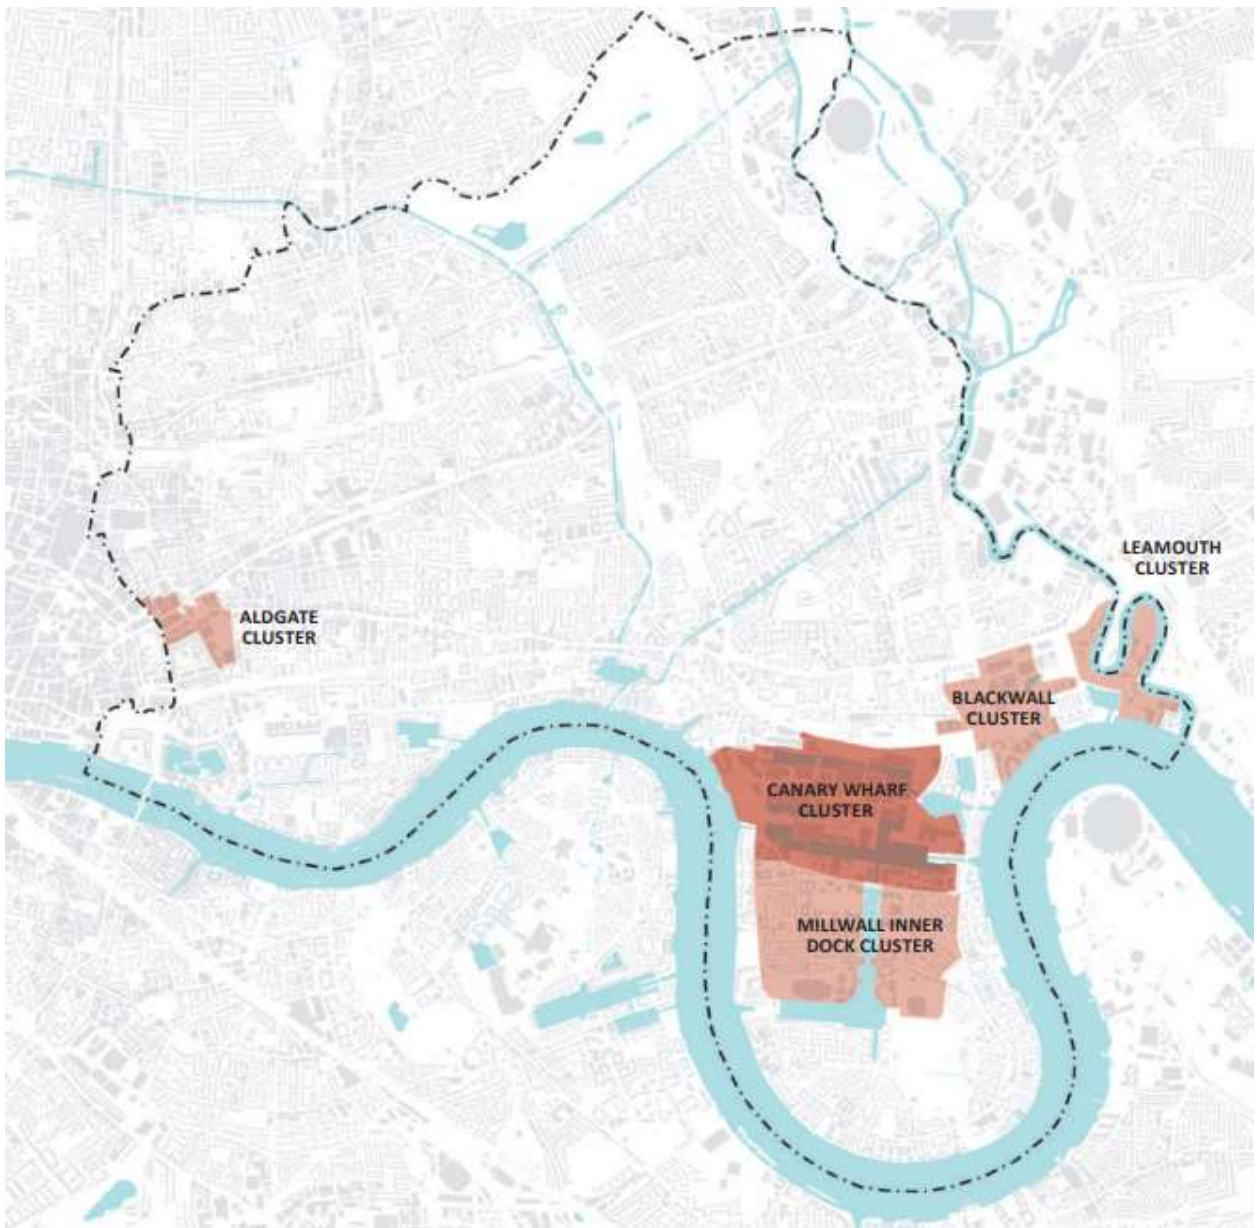 LEAMOUTH
CLUSTER
ALDGATE
CLUSTER
BLACKWALL
CLUSTER
CANARY WHARF
CLUSTER
MILLWALL INNER
DOCK CLUSTER